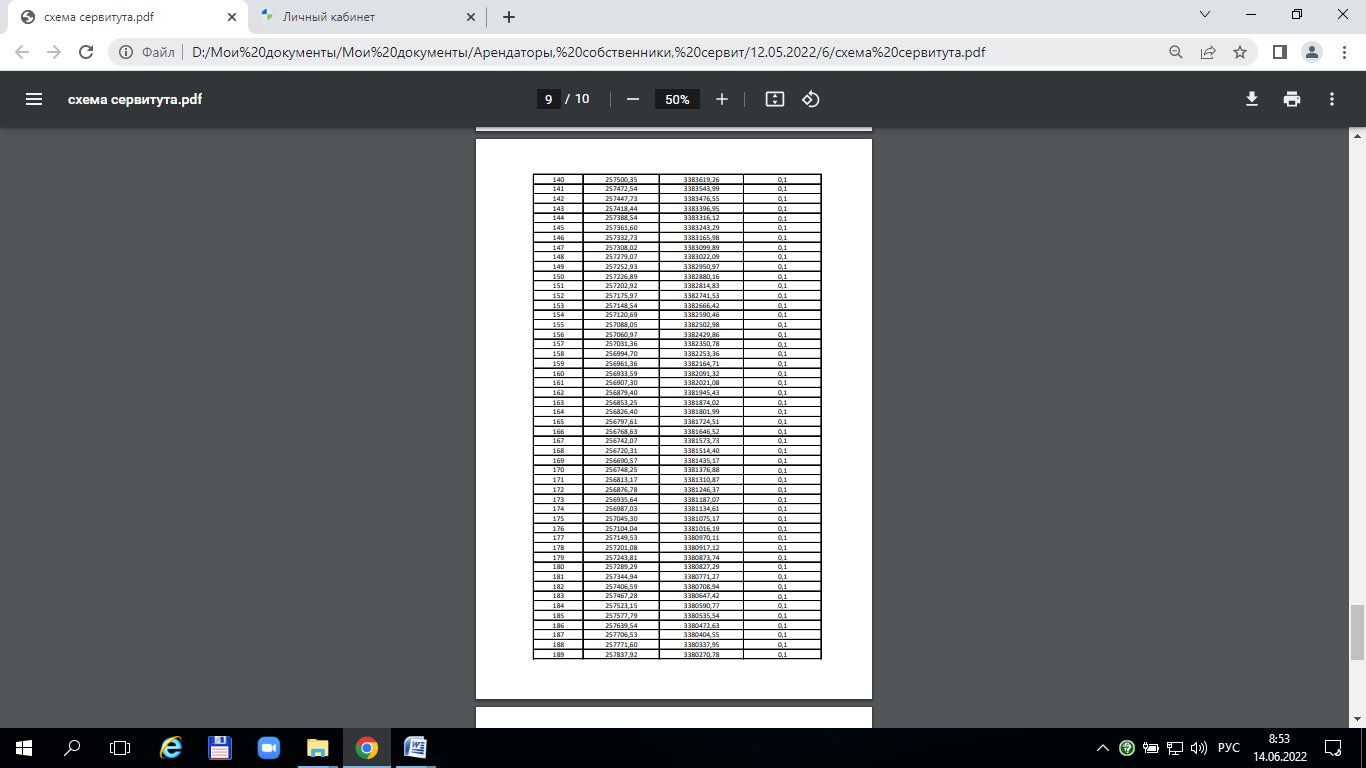 схема сервитута.pdf
Личный кабинет
Файл D:/Мои%20документы/Мои%20документы/Арендаторы,%20собственники,%20сервит/12.05.2022/6/схема%20сервитута.pdf
схема сервитута.pdf 9 / 10 50%
140 257500,35 3383619,26 0,1
141 257472,54 3383543,99 0,1
142 257447,73 3383476,55 0,1
143 257418,44 3383396,95 0,1
144 257388,54 3383316,12 0,1
145 257361,60 3383243,29 0,1
146 257332,73 3383165,98 0,1
147 257308,02 3383099,89 0,1
148 257279,07 3383022,09 0,1
149 257252,93 3382950,97 0,1
150 257226,89 3382880,16 0,1
151 257202,92 3382814,83 0,1
152 257175,97 3382741,53 0,1
153 257148,54 3382666,42 0,1
154 257120,69 3382590,46 0,1
155 257088,05 3382502,98 0,1
156 257060,97 3382429,86 0,1
157 257031,36 3382350,78 0,1
158 256994,70 3382253,36 0,1
159 256961,36 3382164,71 0,1
160 256933,59 3382091,32 0,1
161 256907,30 3382021,08 0,1
162 256879,40 3381945,43 0,1
163 256853,25 3381874,02 0,1
164 256826,40 3381801,99 0,1
165 256797,61 3381724,51 0,1
166 256768,63 3381646,52 0,1
167 256742,07 3381573,73 0,1
168 256720,31 3381514,40 0,1
169 256690,57 3381435,17 0,1
170 256748,25 3381376,88 0,1
171 256813,17 3381310,87 0,1
172 256876,78 3381246,37 0,1
173 256935,64 3381187,07 0,1
174 256987,03 3381134,61 0,1
175 257045,30 3381075,17 0,1
176 257104,04 3381016,19 0,1
177 257149,53 3380970,11 0,1
178 257201,08 3380917,12 0,1
179 257243,81 3380873,74 0,1
180 257289,29 3380827,29 0,1
181 257344,94 3380771,27 0,1
182 257406,59 3380708,94 0,1
183 257467,28 3380647,42 0,1
184 257523,15 3380590,77 0,1
185 257577,79 3380535,54 0,1
186 257639,54 3380472,63 0,1
187 257706,53 3380404,55 0,1
188 257771,60 3380337,95 0,1
189 257837,92 3380270,78 0,1
РУС
8:53
14.06.2022